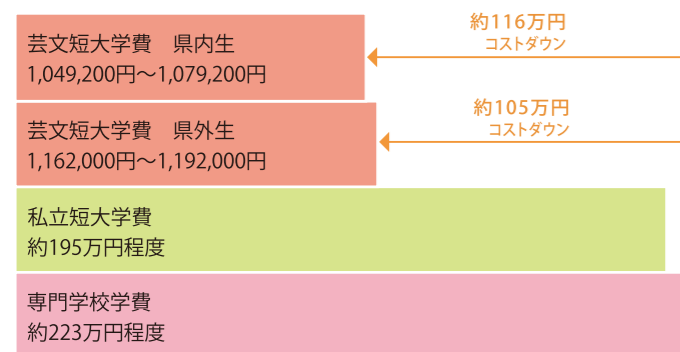 芸文短大学費　県内生
1,049,200円～1,079,200円
約116万円
コストダウン
芸文短大学費　県外生
1,162,000円～1,192,000円
約105万円
コストダウン
私立短大学費
約195万円程度
専門学校学費
約223万円程度